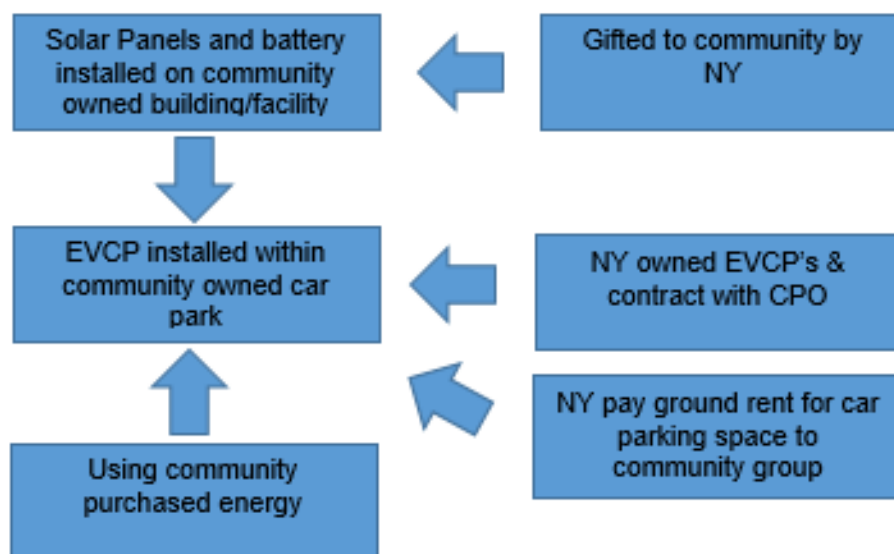 Solar Panels and battery
installed on community
owned building/facility
Gifted to community by
NY
EVCP installed within
community owned car
park
NY owned EVCP's &
contract with CPO
NY pay ground rent for car
parking space to
community group
Using community
purchased energy